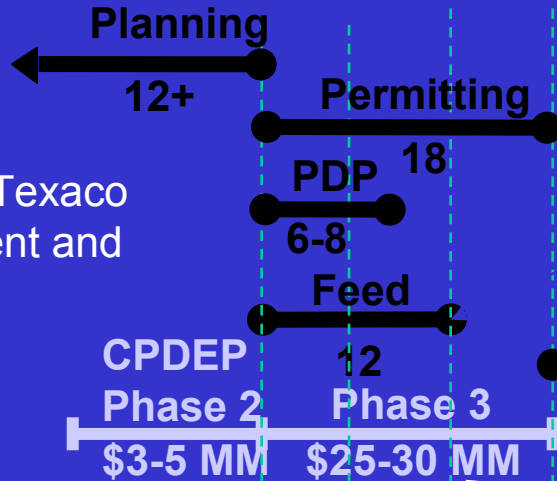 Planning
12+
Permitting
18
Texaco
PDP
ent and
6-8
Feed
12
CPDEP
Phase 2
Phase 3
$3-5 MM
$25-30 MM